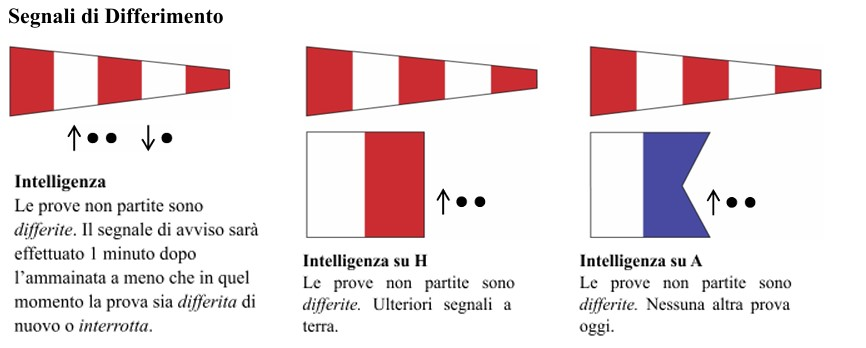 Segnali di Differimento
Intelligenza
Le prove non partite sono
differite. Il segnale di avviso sarà
effettuato 1 minuto dopo
l’ammainata a meno che in quel
momento la prova sia differita di
nuovo o interrotta.
Intelligenza su H
Le prove non partite sono
differite. Ulteriori segnali a
terra.
Intelligenza su A
Le prove non partite sono
differite. Nessuna altra prova
oggi.